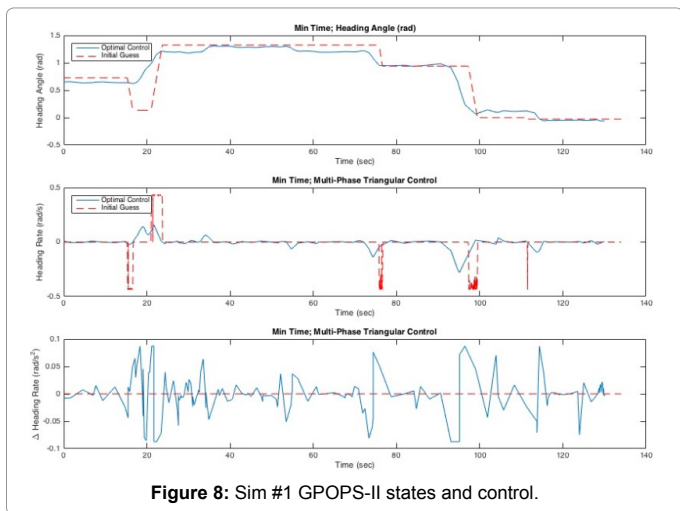 Min Time; Heading Angle (rad)
1.5
1
0.5
0
-0.5
Heading Angle (rad)
Optimal Control
Initial Guess
0 20 40 60 80 100 120 140
Time (sec)
Min Time; Multi-Phase Triangular Control
0.5
0
-0.5
Heading Rate (rad/s)
Optimal Control
Initial Guess
0 20 40 60 80 100 120 140
Time (sec)
Min Time; Multi-Phase Triangular Control
0.1
0.05
0
-0.05
-0.1
Δ Heading Rate (rad/s²)
0 20 40 60 80 100 120 140
Time (sec)
Figure 8: Sim #1 GPOPS-II states and control.